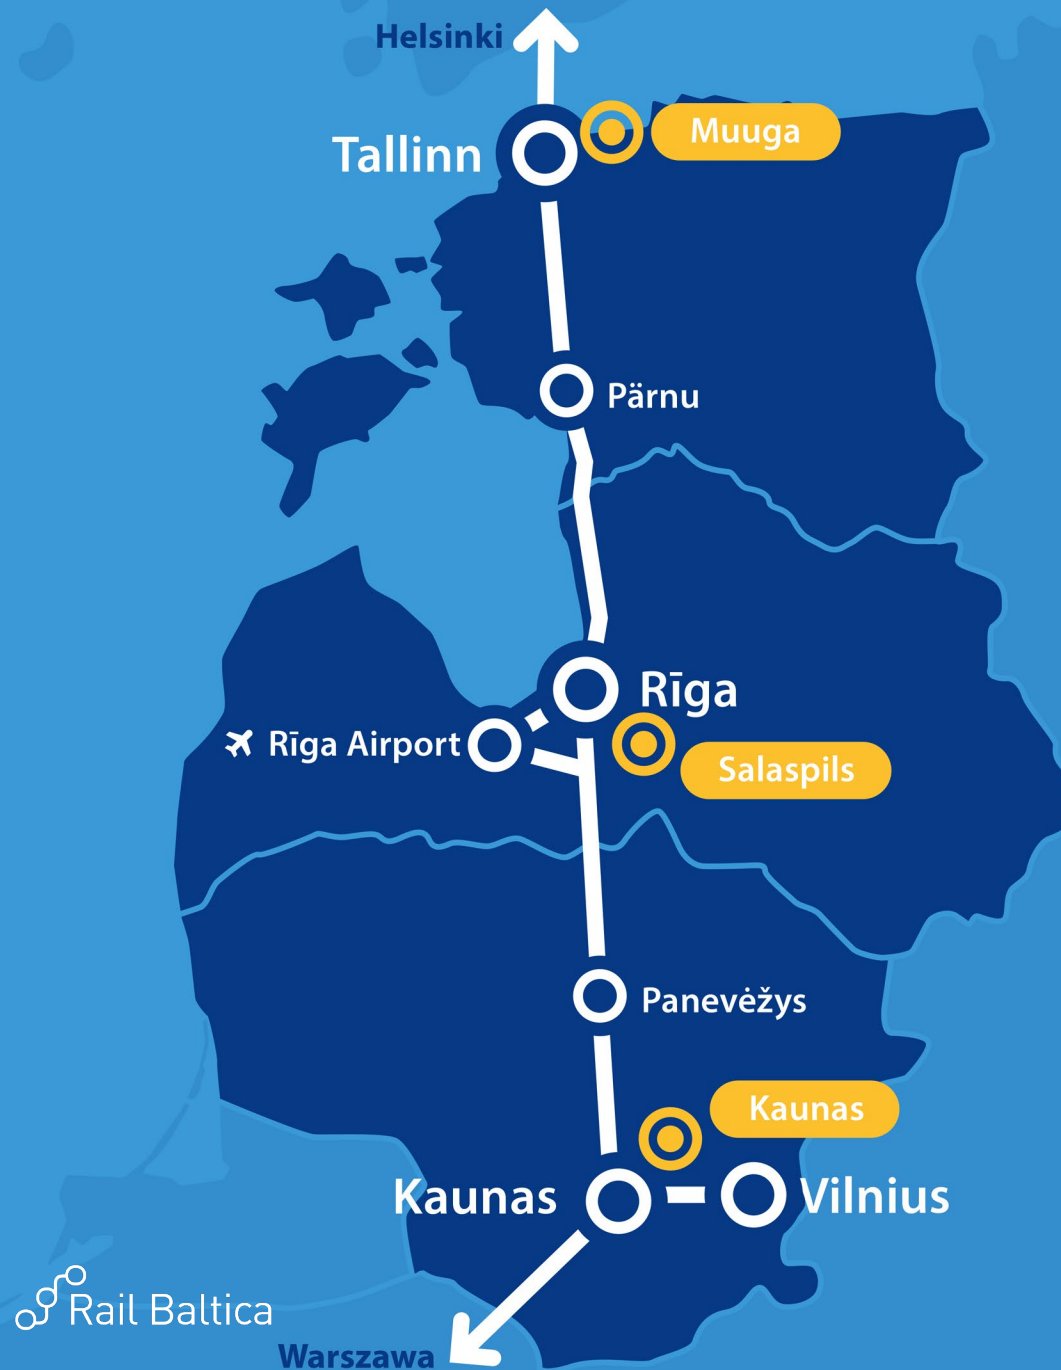 Helsinki
Tallinn
Muuga
Pärnu
Rīga
Rīga Airport
Salaspils
Panevėžys
Kaunas
Kaunas
Vilnius
Rail Baltica
Warszawa